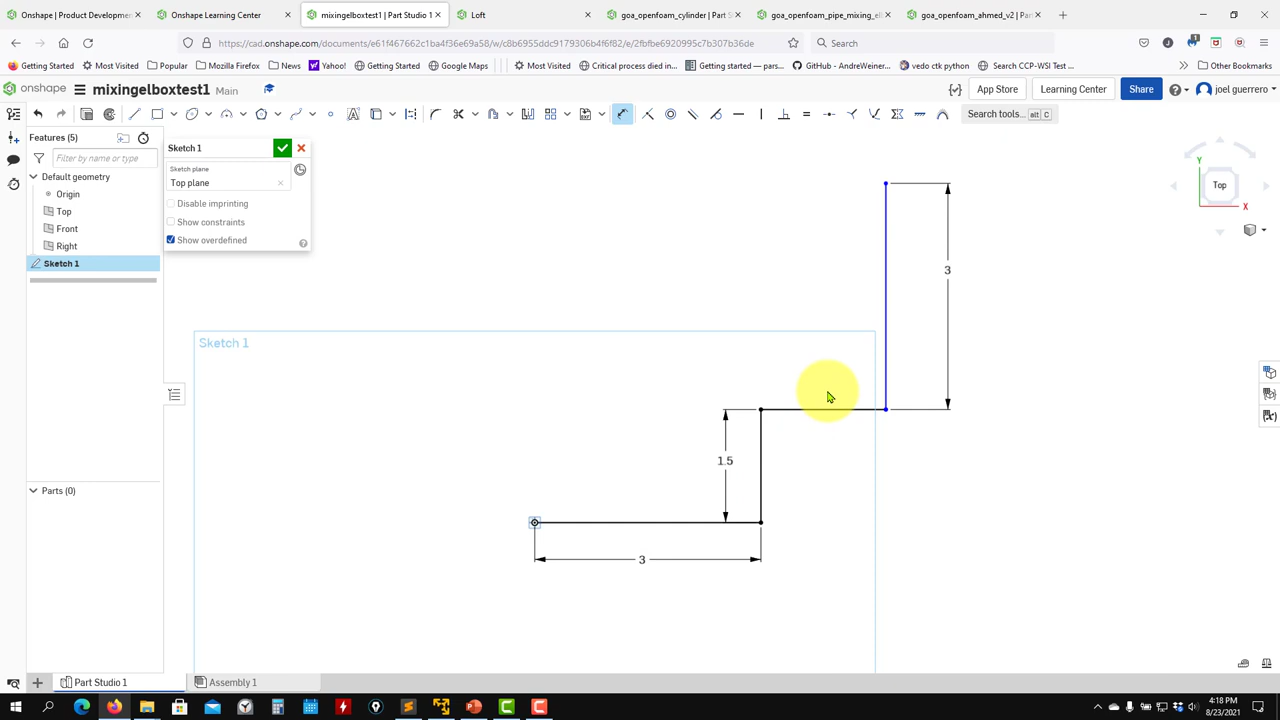 Onshape | Product Developmen
Onshape Learning Center
mixingelboxtest1 | Part Studio 1
Loft
goa_openfoam_cylinder | Part S
goa_openfoam_pipe_mixing_el
goa_openfoam_ahmed_v2 | Par
https://cad.onshape.com/documents/e61f467662c1ba4f36e0da58/w/c8b6955ddc9179306b4f6f82/e/2fbfbe6920995c7b307b36de
Search
Getting Started
Most Visited
Popular
Mozilla Firefox
News
Yahoo!
Getting Started
Google Maps
Most Visited
Critical process died in...
Getting started — pars...
GitHub - AndreWeiner...
vedo ctk python
Search CCP-WSI Test ...
Other Bookmarks
onshape
mixingelboxtest1 Main
App Store
Learning Center
Share
joel guerrero
Search tools... alt C
Features (5)
Filter by name or type
Default geometry
Origin
Top
Front
Right
Sketch 1
Parts (0)
Sketch 1
Sketch plane
Top plane
Disable imprinting
Show constraints
Show overdefined
Y
Top
X
3
Sketch 1
1.5
3
Part Studio 1
Assembly 1
4:18 PM
8/23/2021